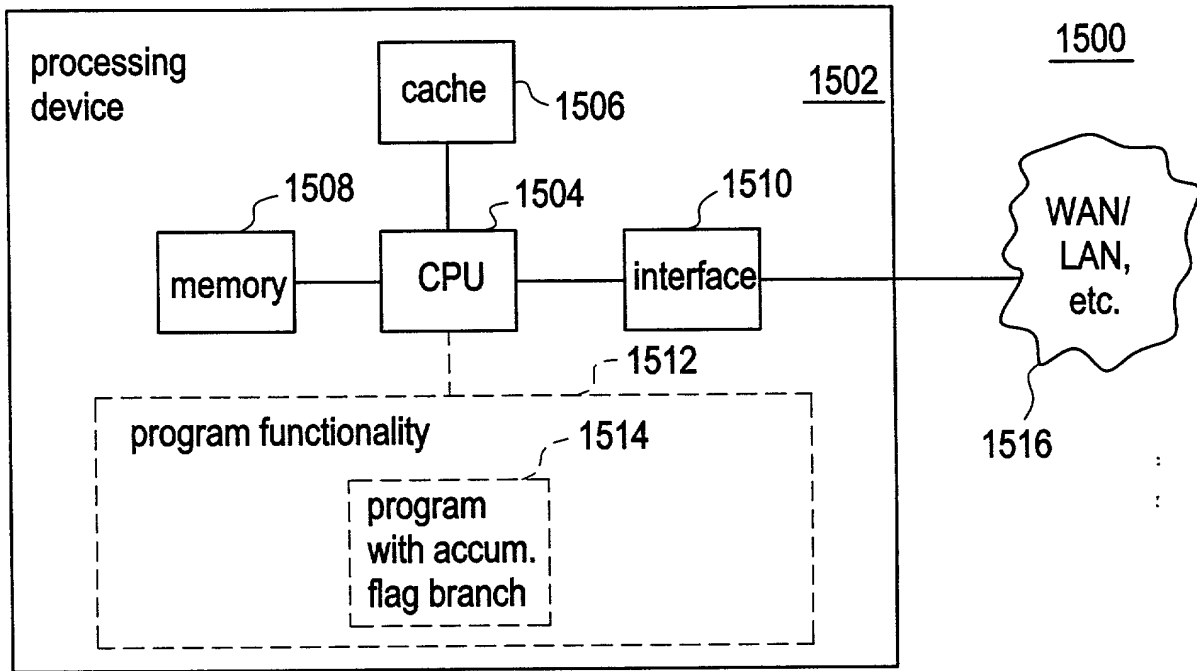 processing
device
cache
1506
1502
1500
1508
1504
1510
memory
CPU
interface
WAN/
LAN,
etc.
1512
program functionality
1514
1516
program
with accum.
flag branch